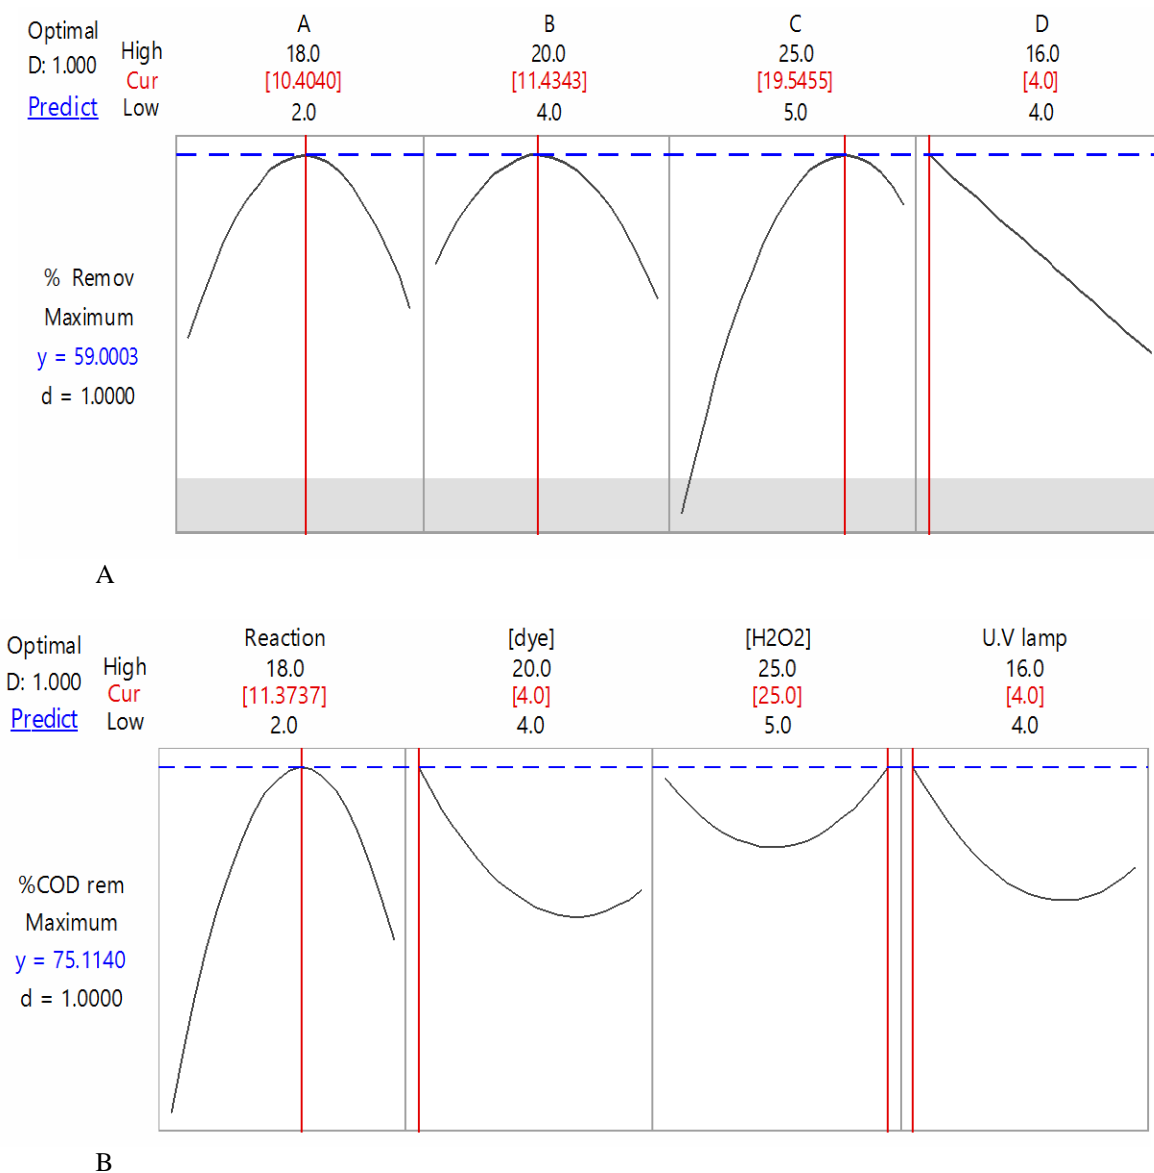 Optimal
D: 1.000
Predict
High
Cur
Low
A
18.0
[10.4040]
2.0
B
20.0
[11.4343]
4.0
C
25.0
[19.5455]
5.0
D
16.0
[4.0]
4.0
% Remov
Maximum
y = 59.0003
d = 1.0000
A
Optimal
D: 1.000
Predict
High
Cur
Low
Reaction
18.0
[11.3737]
2.0
[dye]
20.0
[4.0]
4.0
[H2O2]
25.0
[25.0]
5.0
U.V lamp
16.0
[4.0]
4.0
%COD rem
Maximum
y = 75.1140
d = 1.0000
B